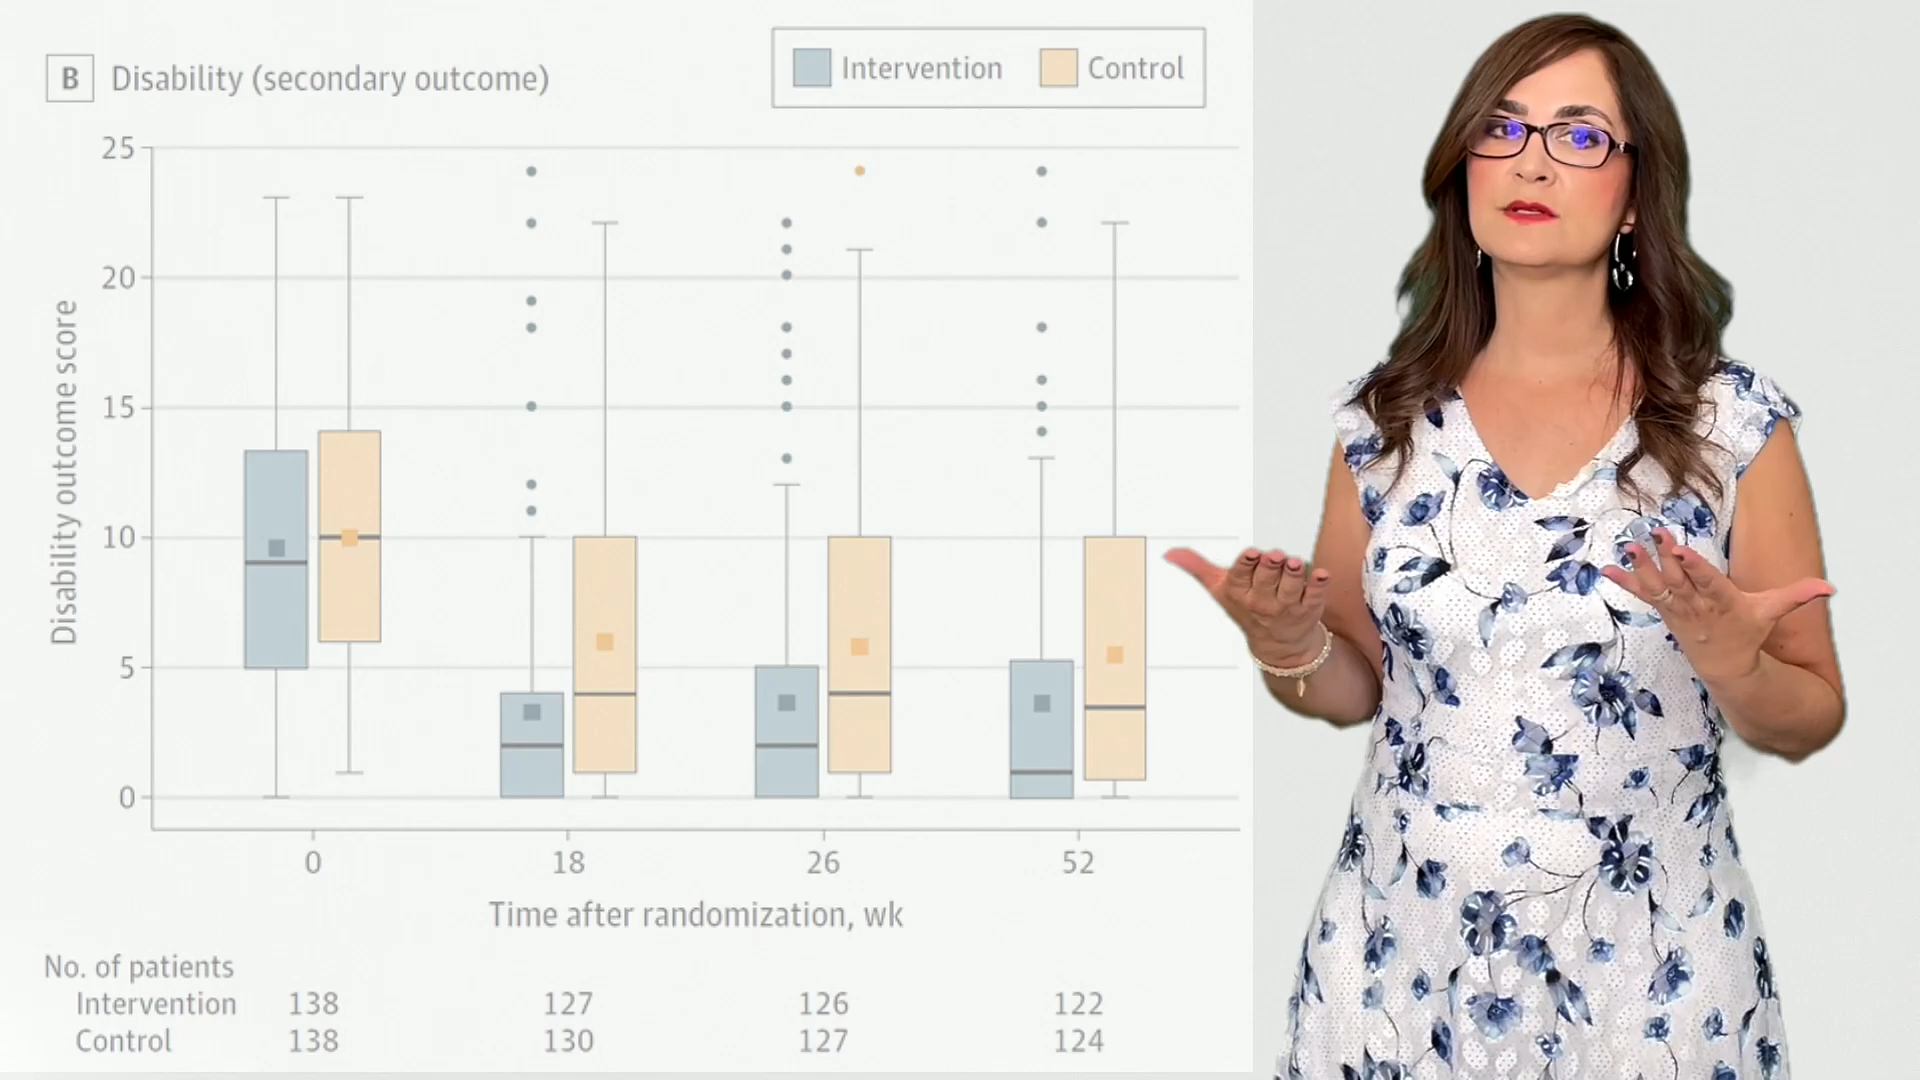 B Disability (secondary outcome)
Intervention Control
25
20
15
10
5
0
Disability outcome score
0 18 26 52
Time after randomization, wk
No. of patients
Intervention 138 127 126 122
Control 138 130 127 124